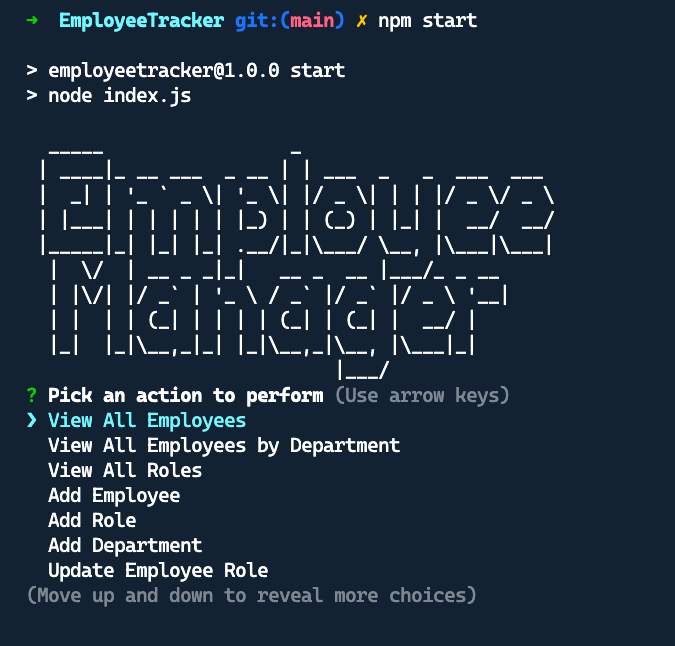 ➜  EmployeeTracker git:(main) ✗ npm start

> employeetracker@1.0.0 start
> node index.js

Employee
Manager
? Pick an action to perform (Use arrow keys)
❯ View All Employees
  View All Employees by Department
  View All Roles
  Add Employee
  Add Role
  Add Department
  Update Employee Role
(Move up and down to reveal more choices)